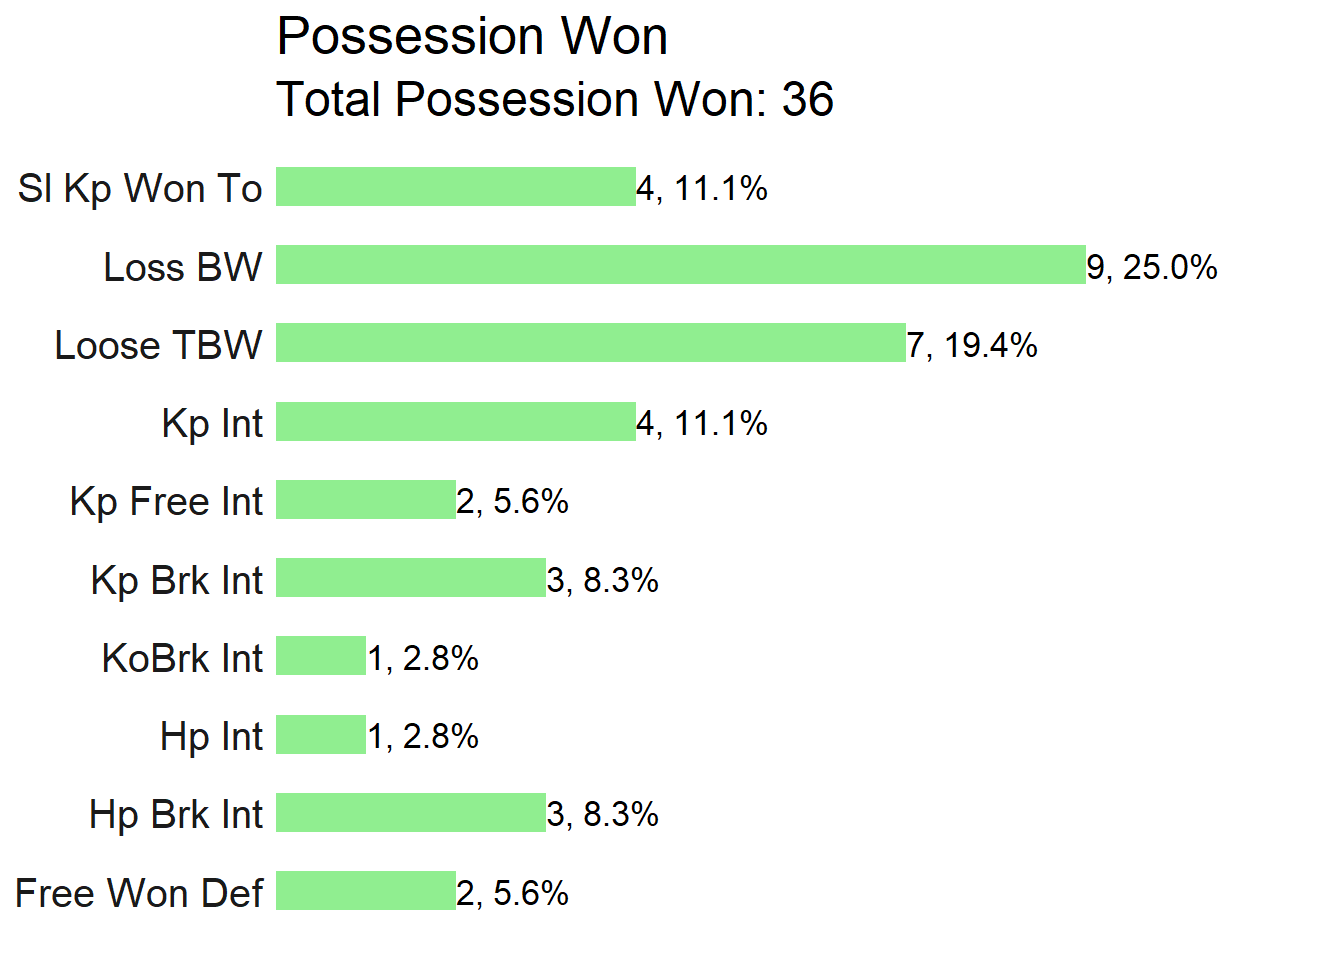 Possession Won
Total Possession Won: 36
Sl Kp Won To 4, 11.1%
Loss BW 9, 25.0%
Loose TBW 7, 19.4%
Kp Int 4, 11.1%
Kp Free Int 2, 5.6%
Kp Brk Int 3, 8.3%
KoBrk Int 1, 2.8%
Hp Int 1, 2.8%
Hp Brk Int 3, 8.3%
Free Won Def 2, 5.6%